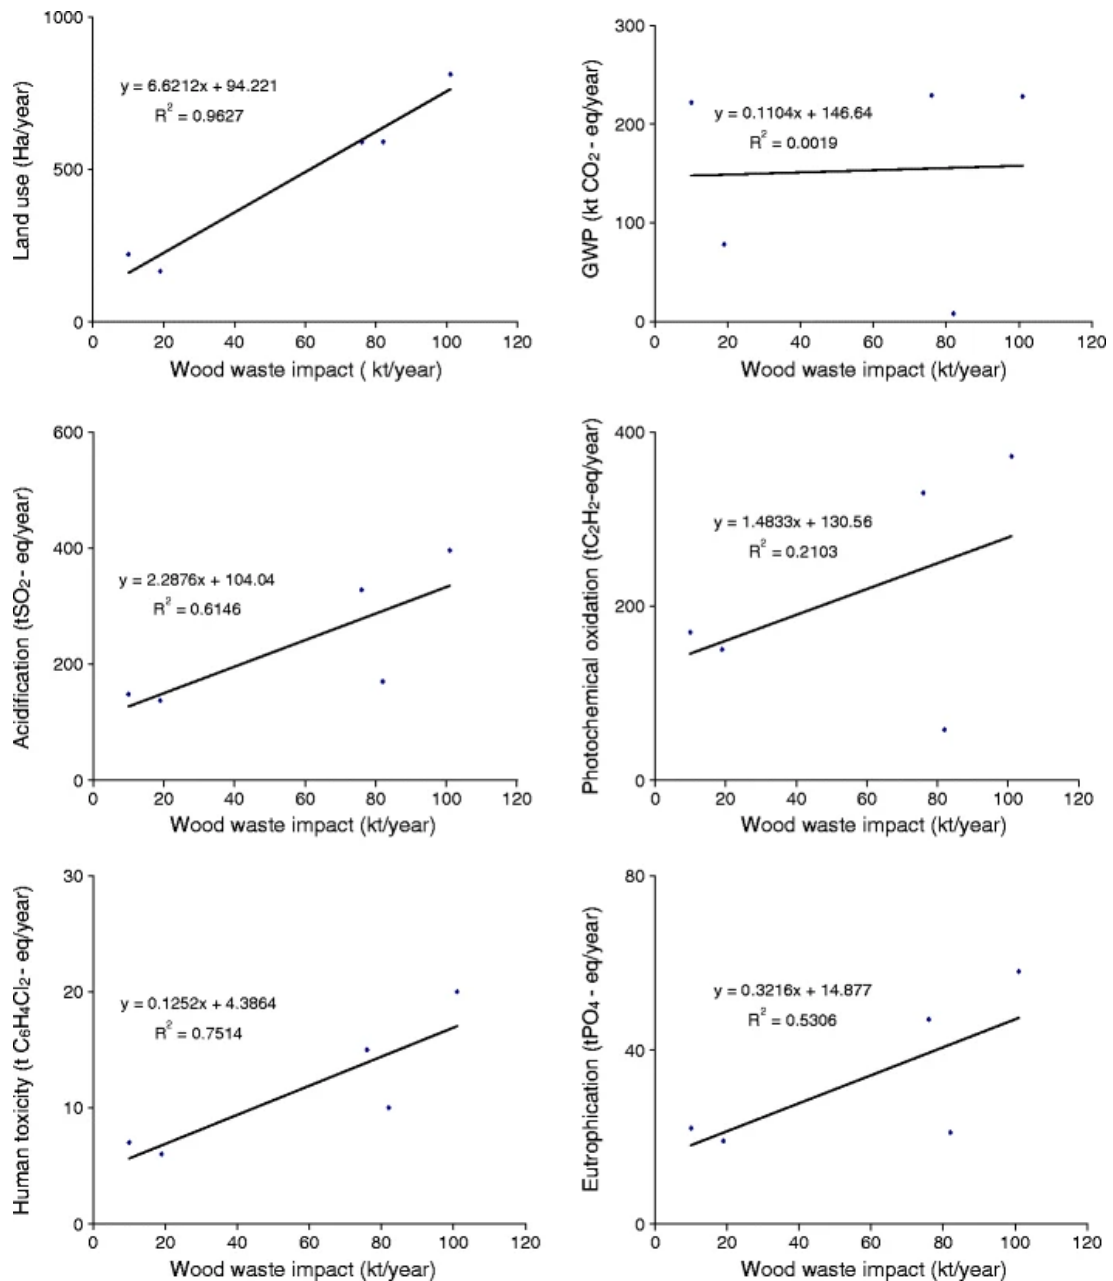 Land use (Ha/year)
1000
500
0
y = 6.6212x + 94.221
R² = 0.9627
0 20 40 60 80 100 120
Wood waste impact ( kt/year)
GWP (kt CO₂ - eq/year)
300
200
100
0
y = 0.1104x + 146.64
R² = 0.0019
0 20 40 60 80 100 120
Wood waste impact (kt/year)
Acidification (tSO₂ - eq/year)
600
400
200
0
y = 2.2876x + 104.04
R² = 0.6146
0 20 40 60 80 100 120
Wood waste impact (kt/year)
Photochemical oxidation (tC₂H₂-eq/year)
400
200
0
y = 1.4833x + 130.56
R² = 0.2103
0 20 40 60 80 100 120
Wood waste impact (kt/year)
Human toxicity (t C₆H₄Cl₂ - eq/year)
30
20
10
0
y = 0.1252x + 4.3864
R² = 0.7514
0 20 40 60 80 100 120
Wood waste impact (kt/year)
Eutrophication (tPO₄ - eq/year)
80
40
0
y = 0.3216x + 14.877
R² = 0.5306
0 20 40 60 80 100 120
Wood waste impact (kt/year)